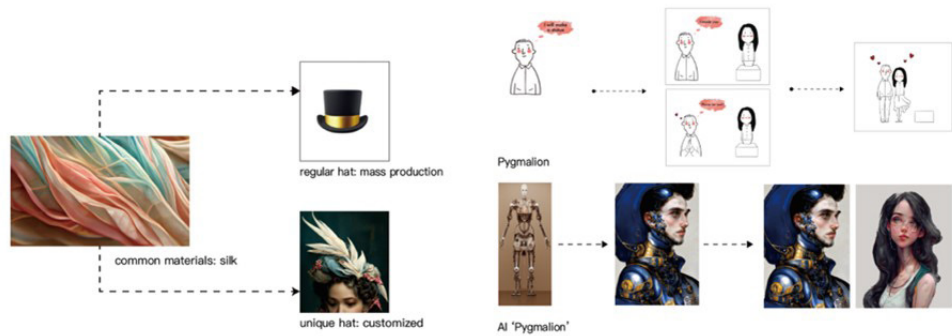 regular hat: mass production
common materials: silk
unique hat: customized
Pygmalion
AI ‘Pygmalion’